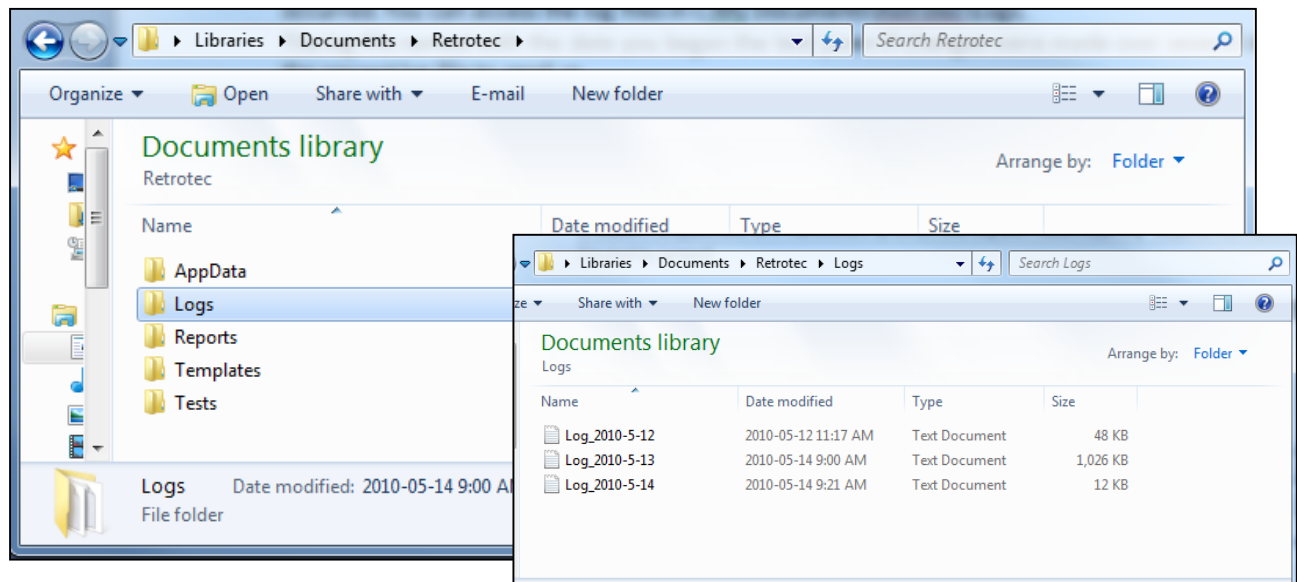 Libraries Documents Retrotec
Search Retrotec
Organize Open Share with E-mail New folder
Documents library
Retrotec
Arrange by: Folder
Name Date modified Type Size
AppData
Logs
Reports
Templates
Tests
Logs Date modified: 2010-05-14 9:00
File folder
Libraries Documents Retrotec Logs
Search Logs
ze Share with New folder
Documents library
Logs
Arrange by: Folder
Name Date modified Type Size
Log_2010-5-12 2010-05-12 11:17 AM Text Document 48 KB
Log_2010-5-13 2010-05-14 9:00 AM Text Document 1,026 KB
Log_2010-5-14 2010-05-14 9:21 AM Text Document 12 KB